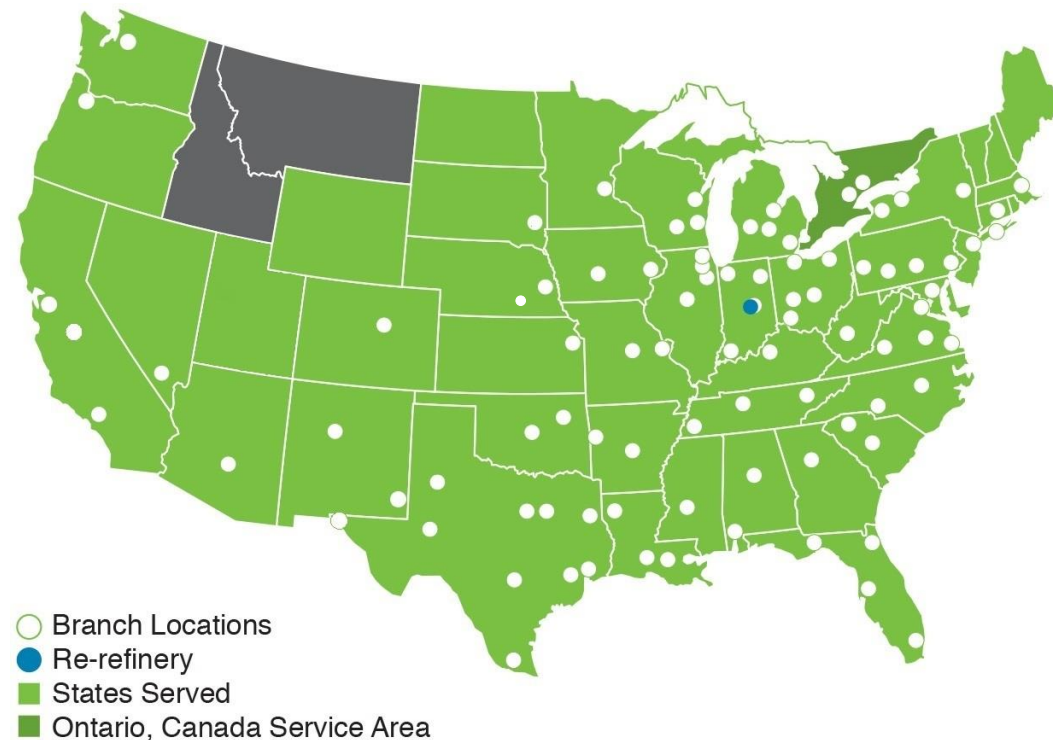 Branch Locations
Re-refinery
States Served
Ontario, Canada Service Area